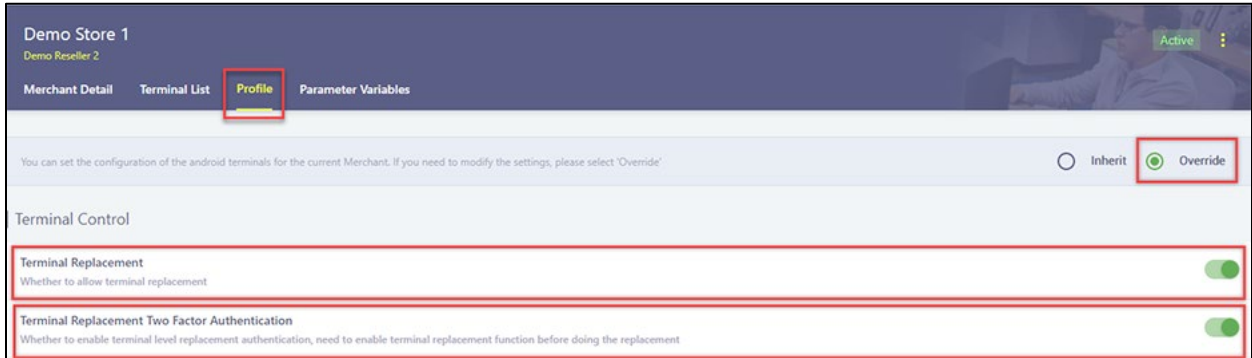 Demo Store 1
Demo Reseller 2
Active
Merchant Detail Terminal List Profile Parameter Variables
You can set the configuration of the android terminals for the current Merchant. If you need to modify the settings, please select 'Override' Inherit Override
Terminal Control
Terminal Replacement
Whether to allow terminal replacement
Terminal Replacement Two Factor Authentication
Whether to enable terminal level replacement authentication, need to enable terminal replacement function before doing the replacement